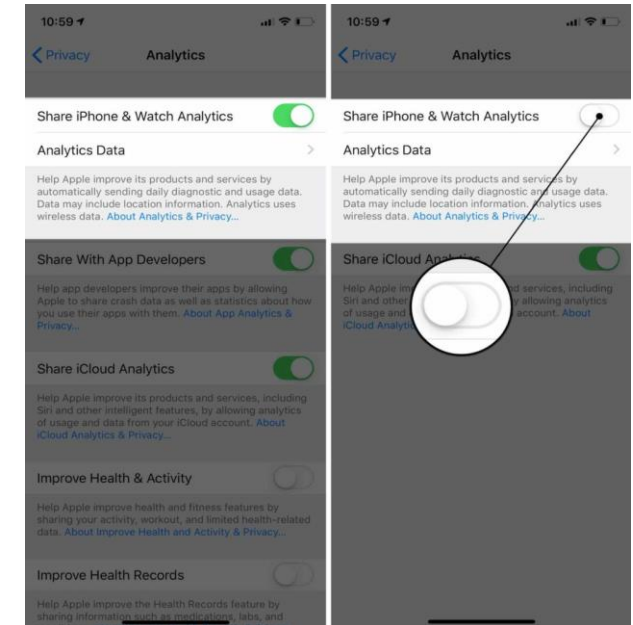 10:59
Privacy
Analytics
Share iPhone & Watch Analytics
Analytics Data
Help Apple improve its products and services by
automatically sending daily diagnostic and usage data.
Data may include location information. Analytics uses
wireless data. About Analytics & Privacy...
Share With App Developers
Help app developers improve their apps by allowing
Apple to share crash data as well as statistics about how
you use their apps with them. About App Analytics &
Privacy...
Share iCloud Analytics
Help Apple improve its products and services, including
Siri and other intelligent features, by allowing analytics
of usage and data from your iCloud account. About
iCloud Analytics & Privacy...
Improve Health & Activity
Help Apple improve health and fitness features by
sharing your activity, workout, and limited health-related
data. About Improve Health and Activity & Privacy...
Improve Health Records
Help Apple improve the Health Records feature by
sharing information such as medications, labs, and
10:59
Privacy
Analytics
Share iPhone & Watch Analytics
Analytics Data
Help Apple improve its products and services by
automatically sending daily diagnostic and usage data.
Data may include location information. Analytics uses
wireless data. About Analytics & Privacy...
Share iCloud Analytics
Help Apple and services, including
Siri and other by allowing analytics
of usage and account. About
iCloud